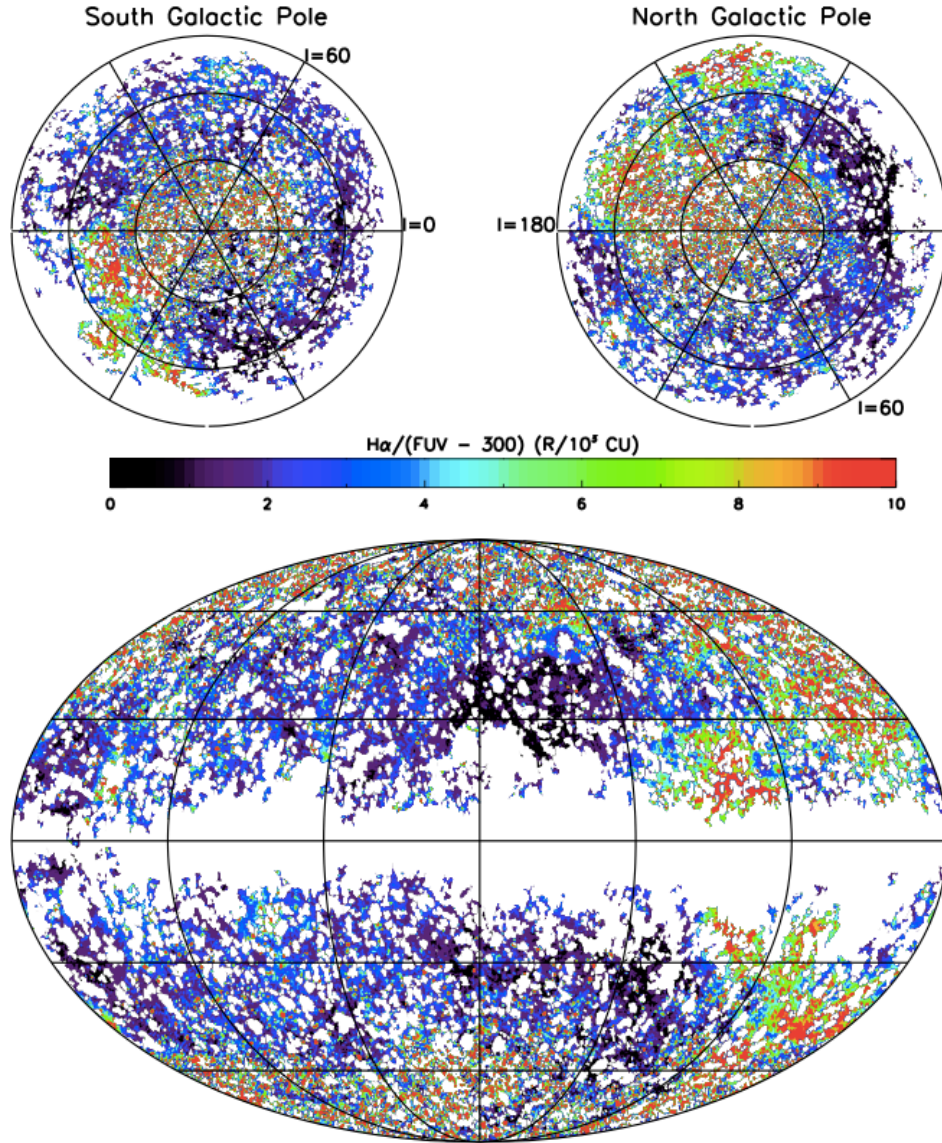 South Galactic Pole
North Galactic Pole
l=60
l=0
l=180
l=60
Hα/(FUV − 300) (R/10³ CU)
0 2 4 6 8 10